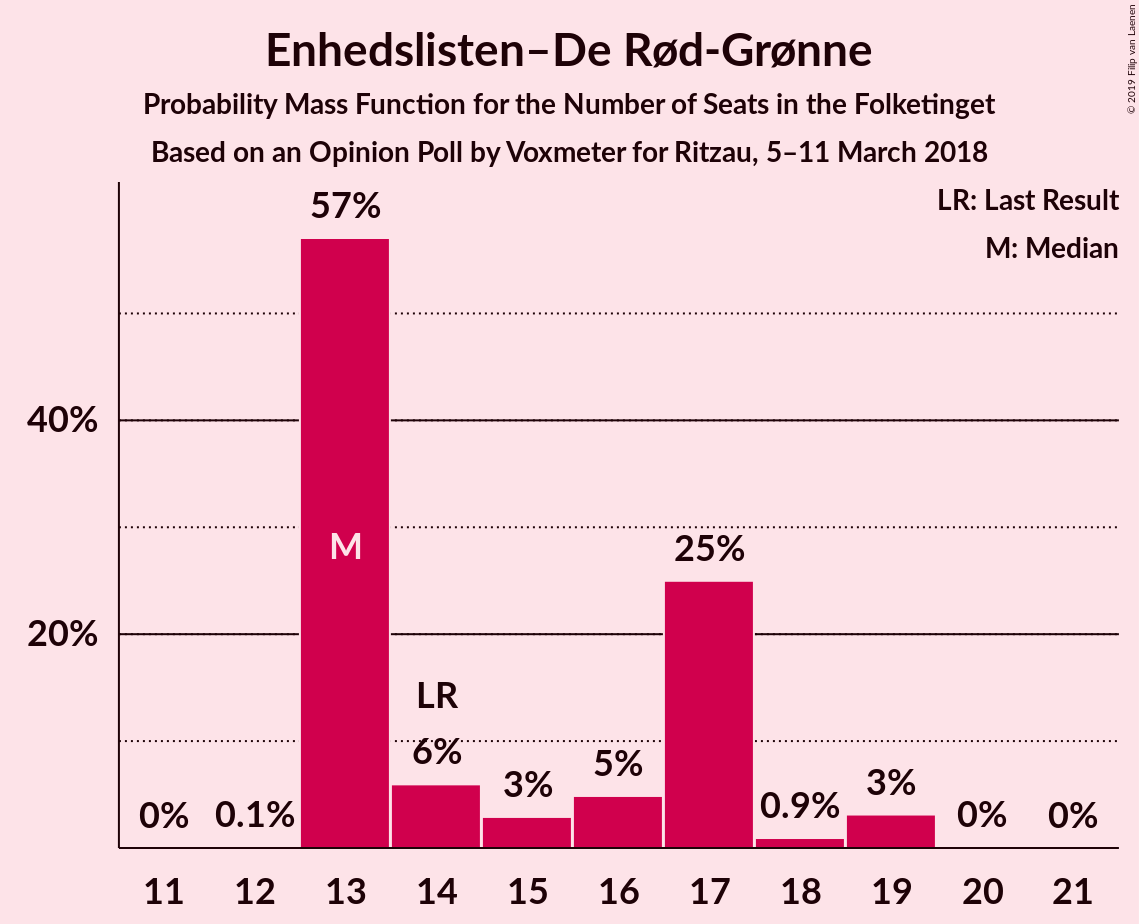 Enhedslisten–De Rød-Grønne
Probability Mass Function for the Number of Seats in the Folketinget
Based on an Opinion Poll by Voxmeter for Ritzau, 5–11 March 2018
© 2019 Filip van Laenen
LR: Last Result
M: Median
57%
40%
M
25%
20%
LR
6%
5%
3%
3%
0.9%
0%
0.1%
0%
0%
11 12 13 14 15 16 17 18 19 20 21